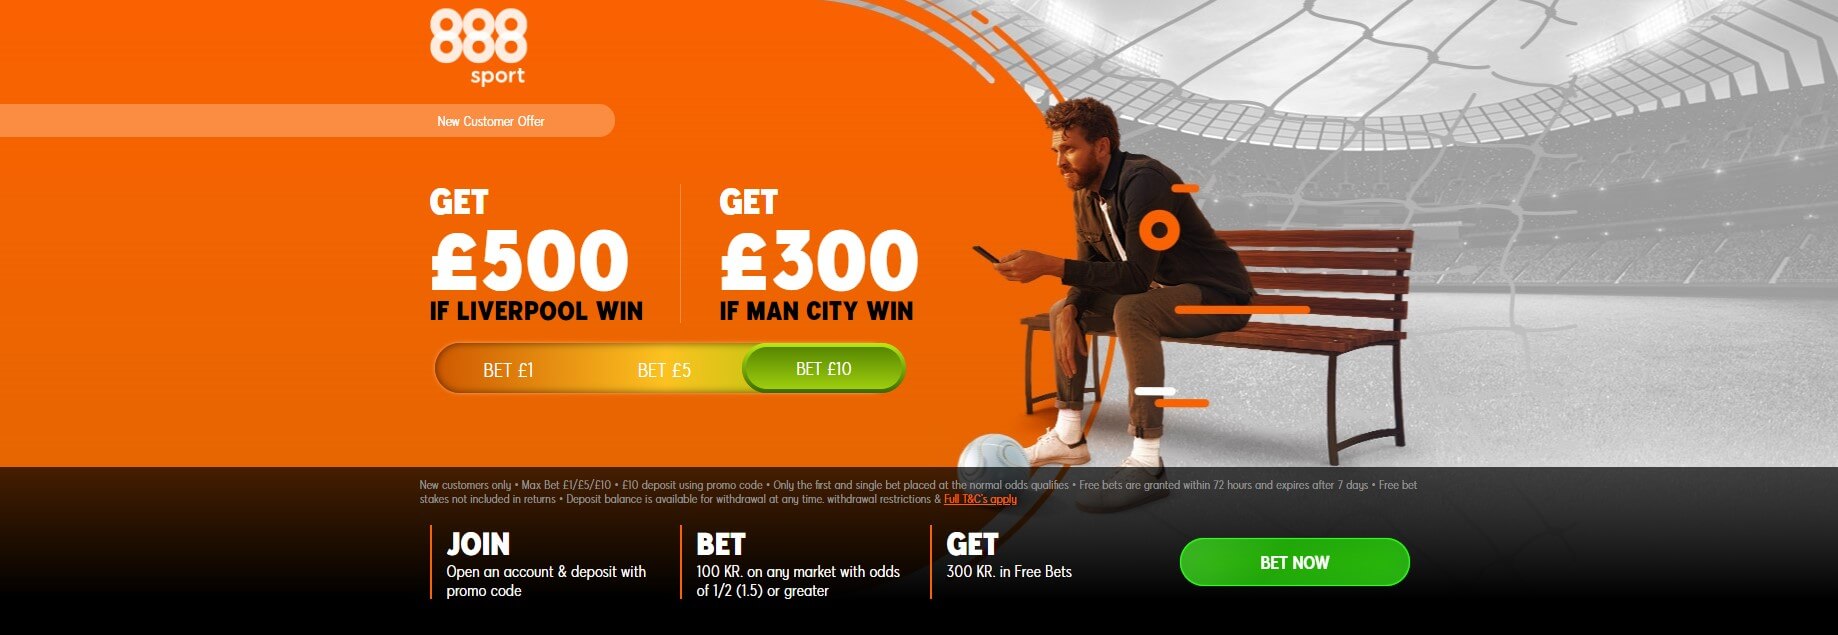 888
sport
New Customer Offer
GET
£500
IF LIVERPOOL WIN
GET
£300
IF MAN CITY WIN
BET £1
BET £5
BET £10
New customers only • Max Bet £1/£5/£10 • £10 deposit using promo code • Only the first and single bet placed at the normal odds qualifies • Free bets are granted within 72 hours and expires after 7 days • Free bet
stakes not included in returns • Deposit balance is available for withdrawal at any time. withdrawal restrictions & Full T&C's apply
JOIN
Open an account & deposit with
promo code
BET
100 KR. on any market with odds
of 1/2 (1.5) or greater
GET
300 KR. in Free Bets
BET NOW